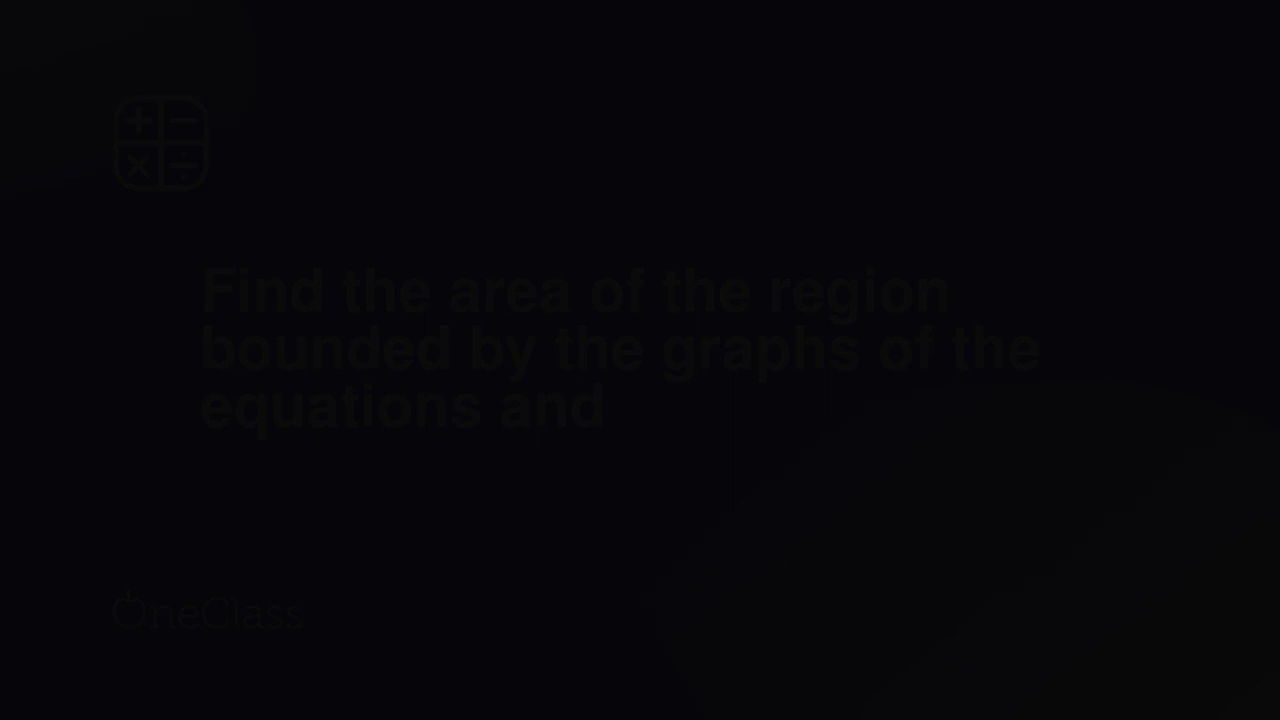 Find the area of the region
bounded by the graphs of the
equations and
OneClass